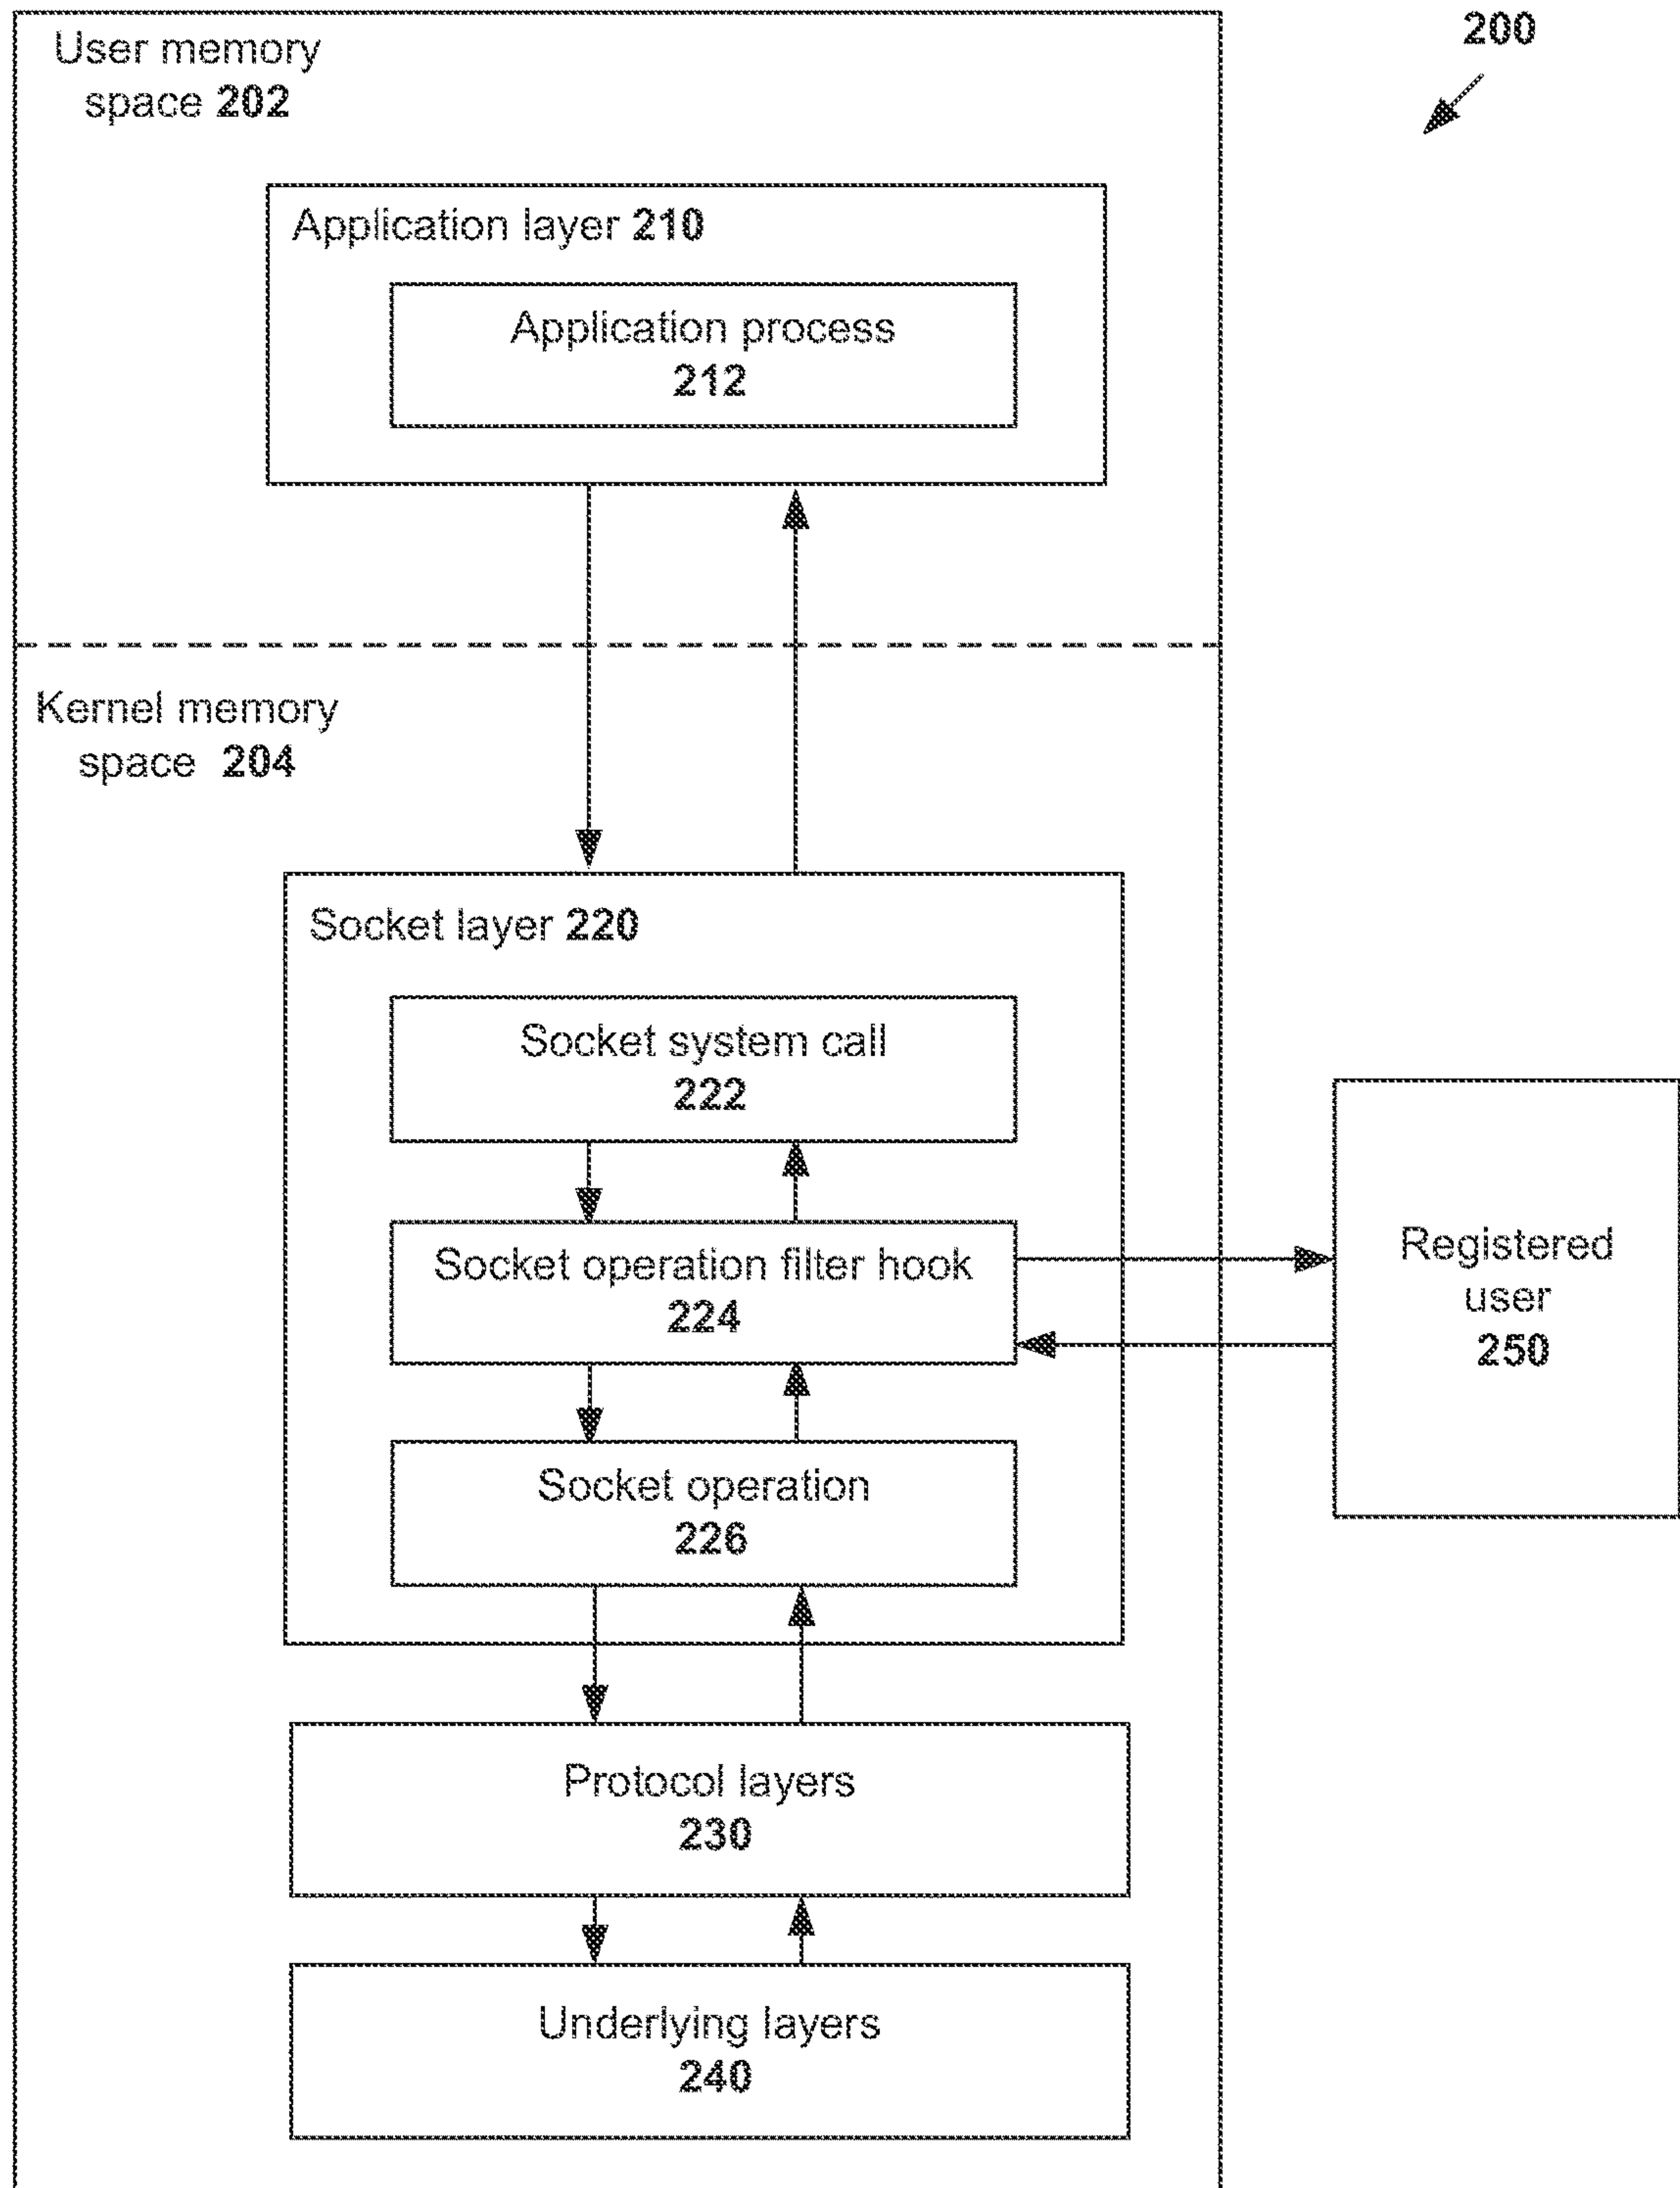 200
User memory
space 202
Application layer 210
Application process
212
Kernel memory
space 204
Socket layer 220
Socket system call
222
Socket operation filter hook
224
Registered
user
250
Socket operation
226
Protocol layers
230
Underlying layers
240